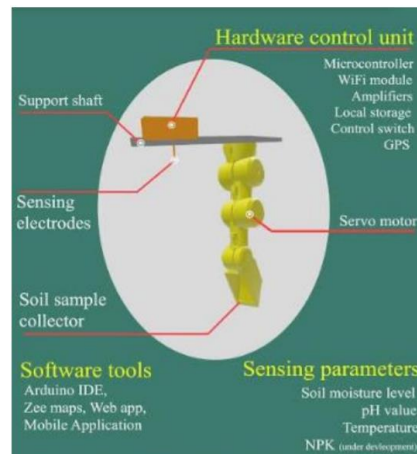 Hardware control unit
Microcontroller
WiFi module
Amplifiers
Local storage
Control switch
GPS
Support shaft
Sensing
electrodes
Servo motor
Soil sample
collector
Software tools
Arduino IDE,
Zee maps, Web app,
Mobile Application
Sensing parameters
Soil moisture level
pH value
Temperature
NPK (under devleopment)